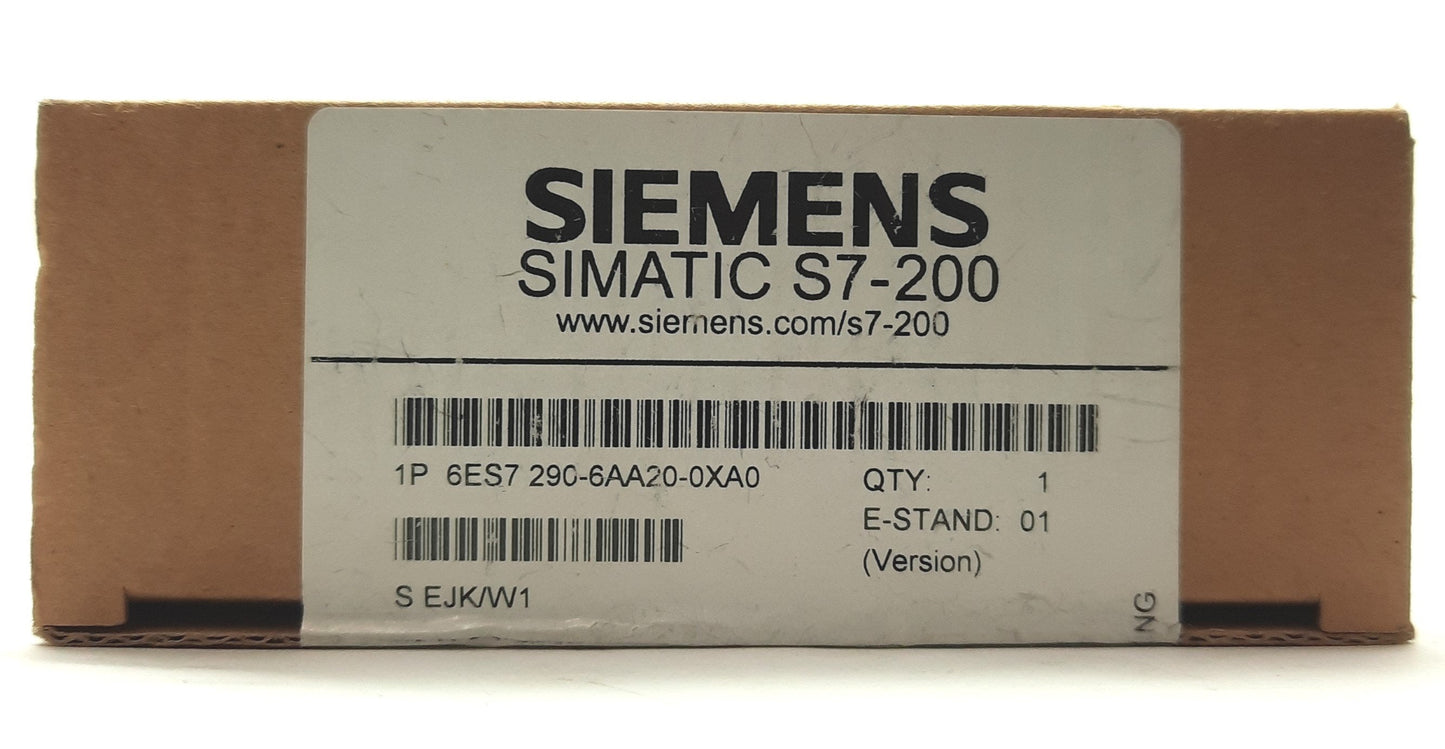 SIEMENS
SIMATIC S7-200
www.siemens.com/s7-200
1P 6ES7 290-6AA20-0XA0
QTY: 1
E-STAND: 01
(Version)
S EJK/W1
NG